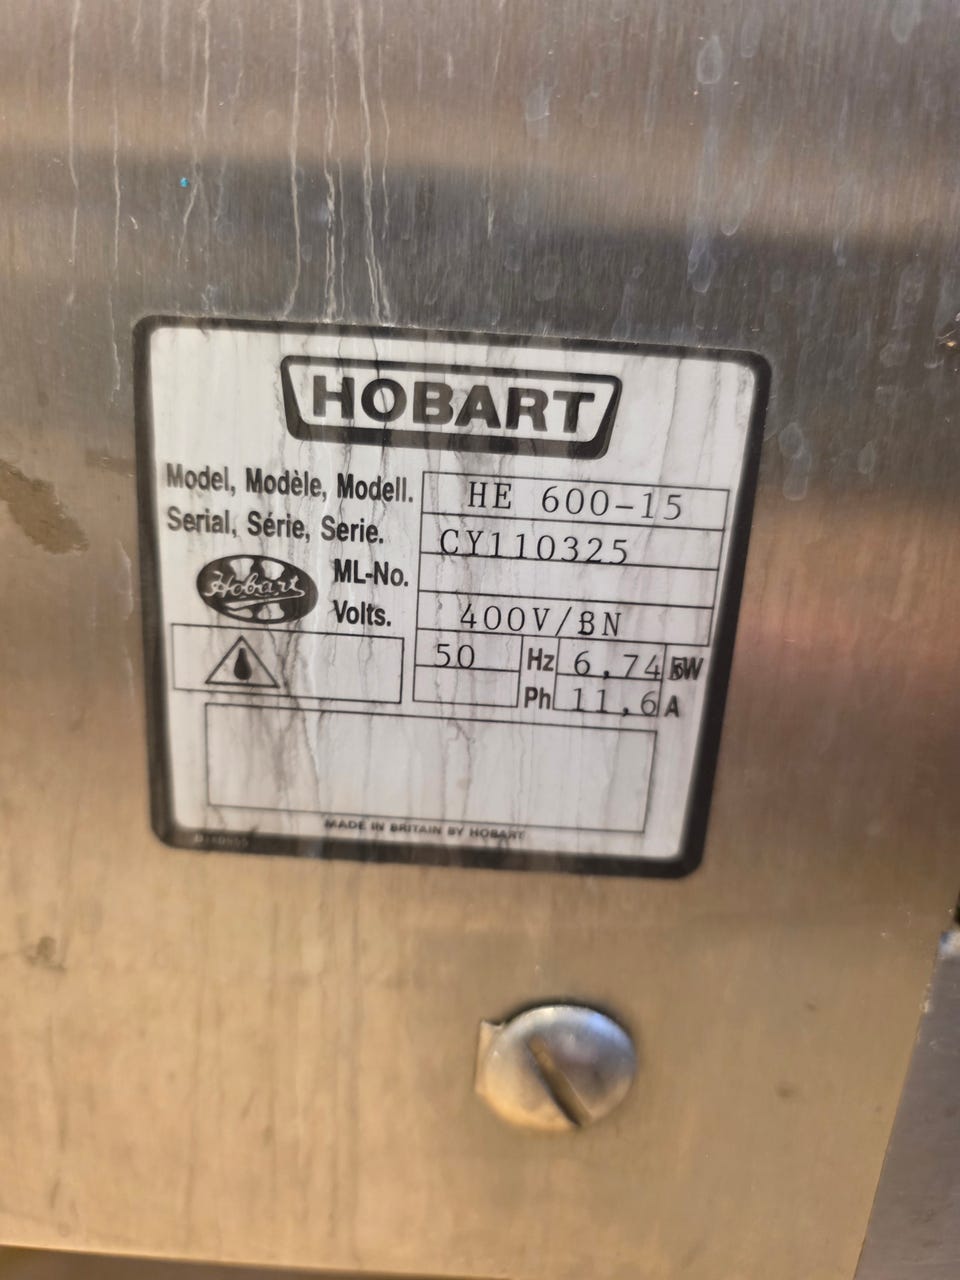 HOBART
Model, Modèle, Modell. HE 600-15
Serial, Série, Serie. CY110325
Hobart ML-No.
Volts. 400V/3N
50 Hz 6,74 KW
Ph 11,6 A
MADE IN BRITAIN BY HOBART